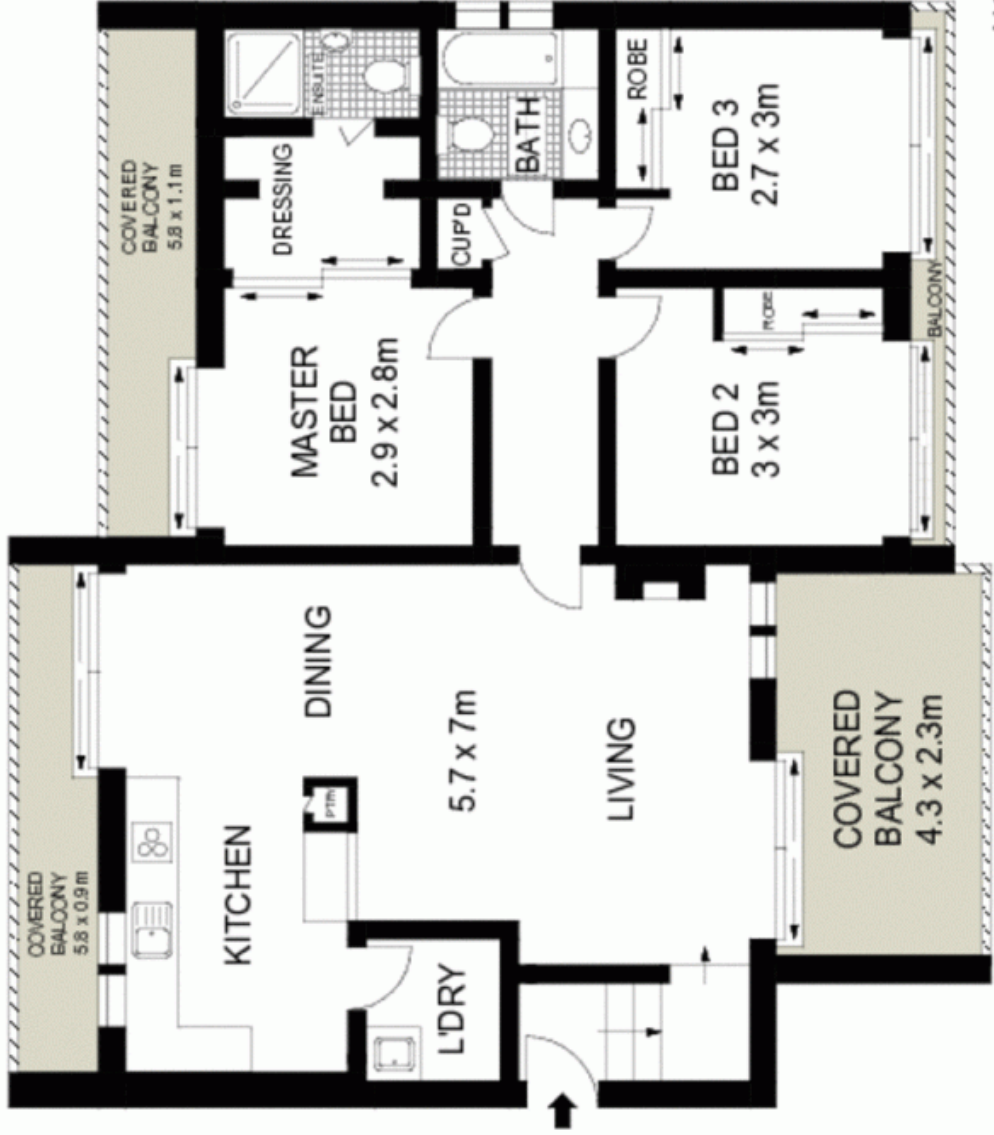 COVERED
BALCONY
5.8 x 1.1m
ENSUITE
BATH
ROBE
BED 3
2.7 x 3m
DRESSING
CUP'D
BALCONY
ROBE
MASTER
BED
2.9 x 2.8m
BED 2
3 x 3m
DINING
5.7 x 7m
LIVING
COVERED
BALCONY
4.3 x 2.3m
PTRY
KITCHEN
COVERED
BALCONY
5.8 x 0.9m
L'DRY